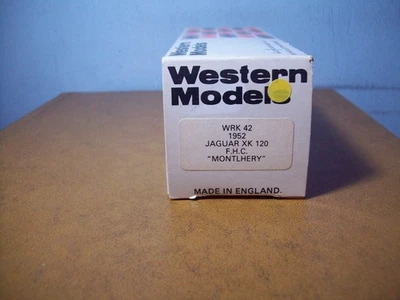 Western
Models
WRK 42
1952
JAGUAR XK 120
F.H.C.
"MONTLHERY"
MADE IN ENGLAND.